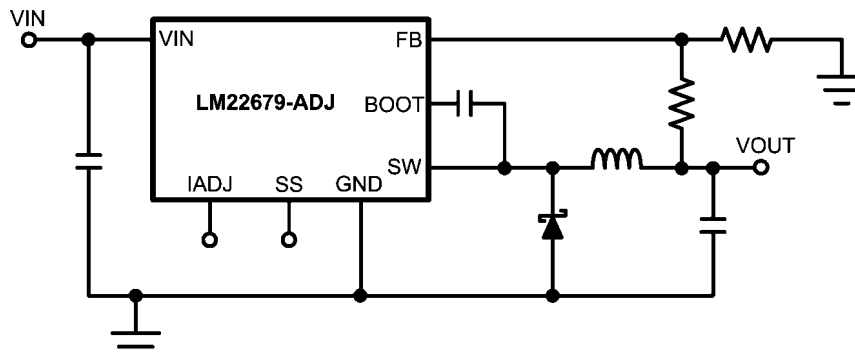 VIN
VIN
FB
LM22679-ADJ
BOOT
SW
VOUT
IADJ
SS
GND